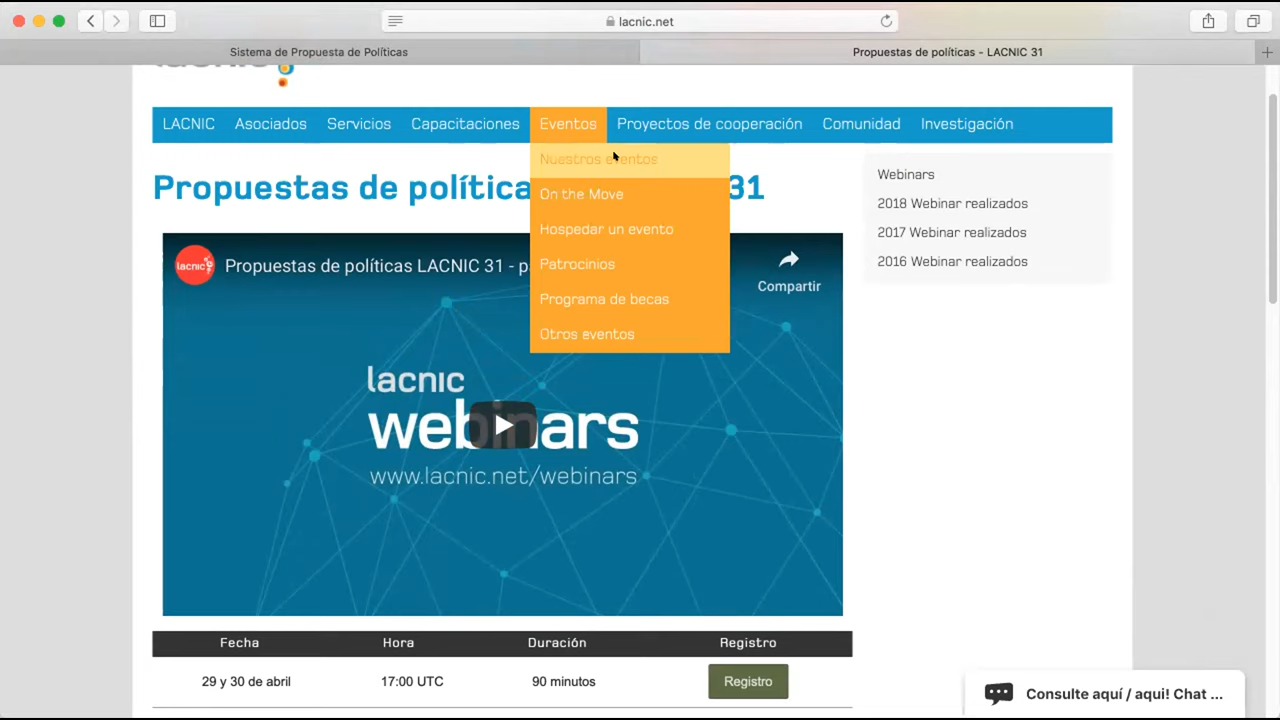 lacnic.net
Sistema de Propuesta de Políticas
Propuestas de políticas - LACNIC 31
LACNIC Asociados Servicios Capacitaciones Eventos Proyectos de cooperación Comunidad Investigación
Nuestros eventos
On the Move
Hospedar un evento
Patrocinios
Programa de becas
Otros eventos
Propuestas de política 31
Webinars
2018 Webinar realizados
2017 Webinar realizados
2016 Webinar realizados
lacnic
Propuestas de políticas LACNIC 31 - p
Compartir
lacnic
webinars
www.lacnic.net/webinars
Fecha Hora Duración Registro
29 y 30 de abril 17:00 UTC 90 minutos Registro
Consulte aquí / aqui! Chat ...